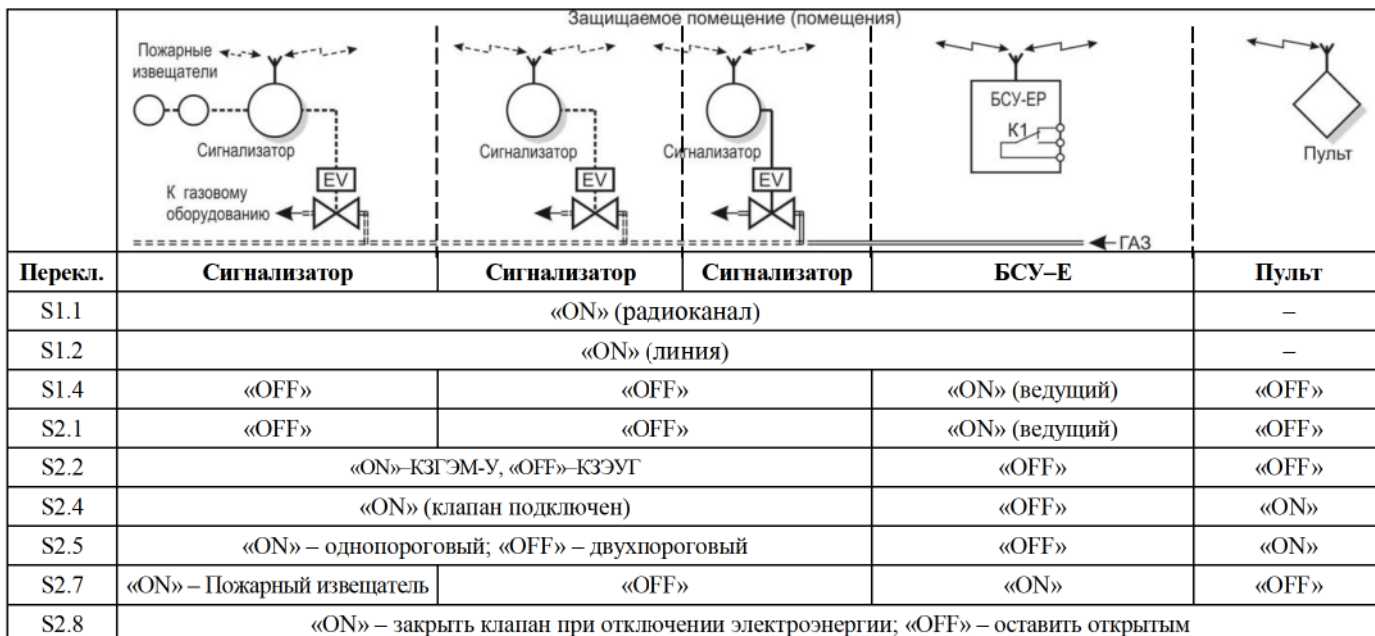 Защищаемое помещение (помещения)
Пожарные
извещатели
Сигнализатор
Сигнализатор
Сигнализатор
БСУ-ЕР
К1
Пульт
EV
EV
EV
К газовому
оборудованию
ГАЗ
Перекл. Сигнализатор Сигнализатор Сигнализатор БСУ–Е Пульт
S1.1 «ON» (радиоканал) –
S1.2 «ON» (линия) –
S1.4 «OFF» «OFF» «ON» (ведущий) «OFF»
S2.1 «OFF» «OFF» «ON» (ведущий) «OFF»
S2.2 «ON»–КЗГЭМ-У, «OFF»–КЗЭУГ «OFF» «OFF»
S2.4 «ON» (клапан подключен) «OFF» «ON»
S2.5 «ON» – однопороговый; «OFF» – двухпороговый «OFF» «ON»
S2.7 «ON» – Пожарный извещатель «OFF» «ON» «OFF»
S2.8 «ON» – закрыть клапан при отключении электроэнергии; «OFF» – оставить открытым